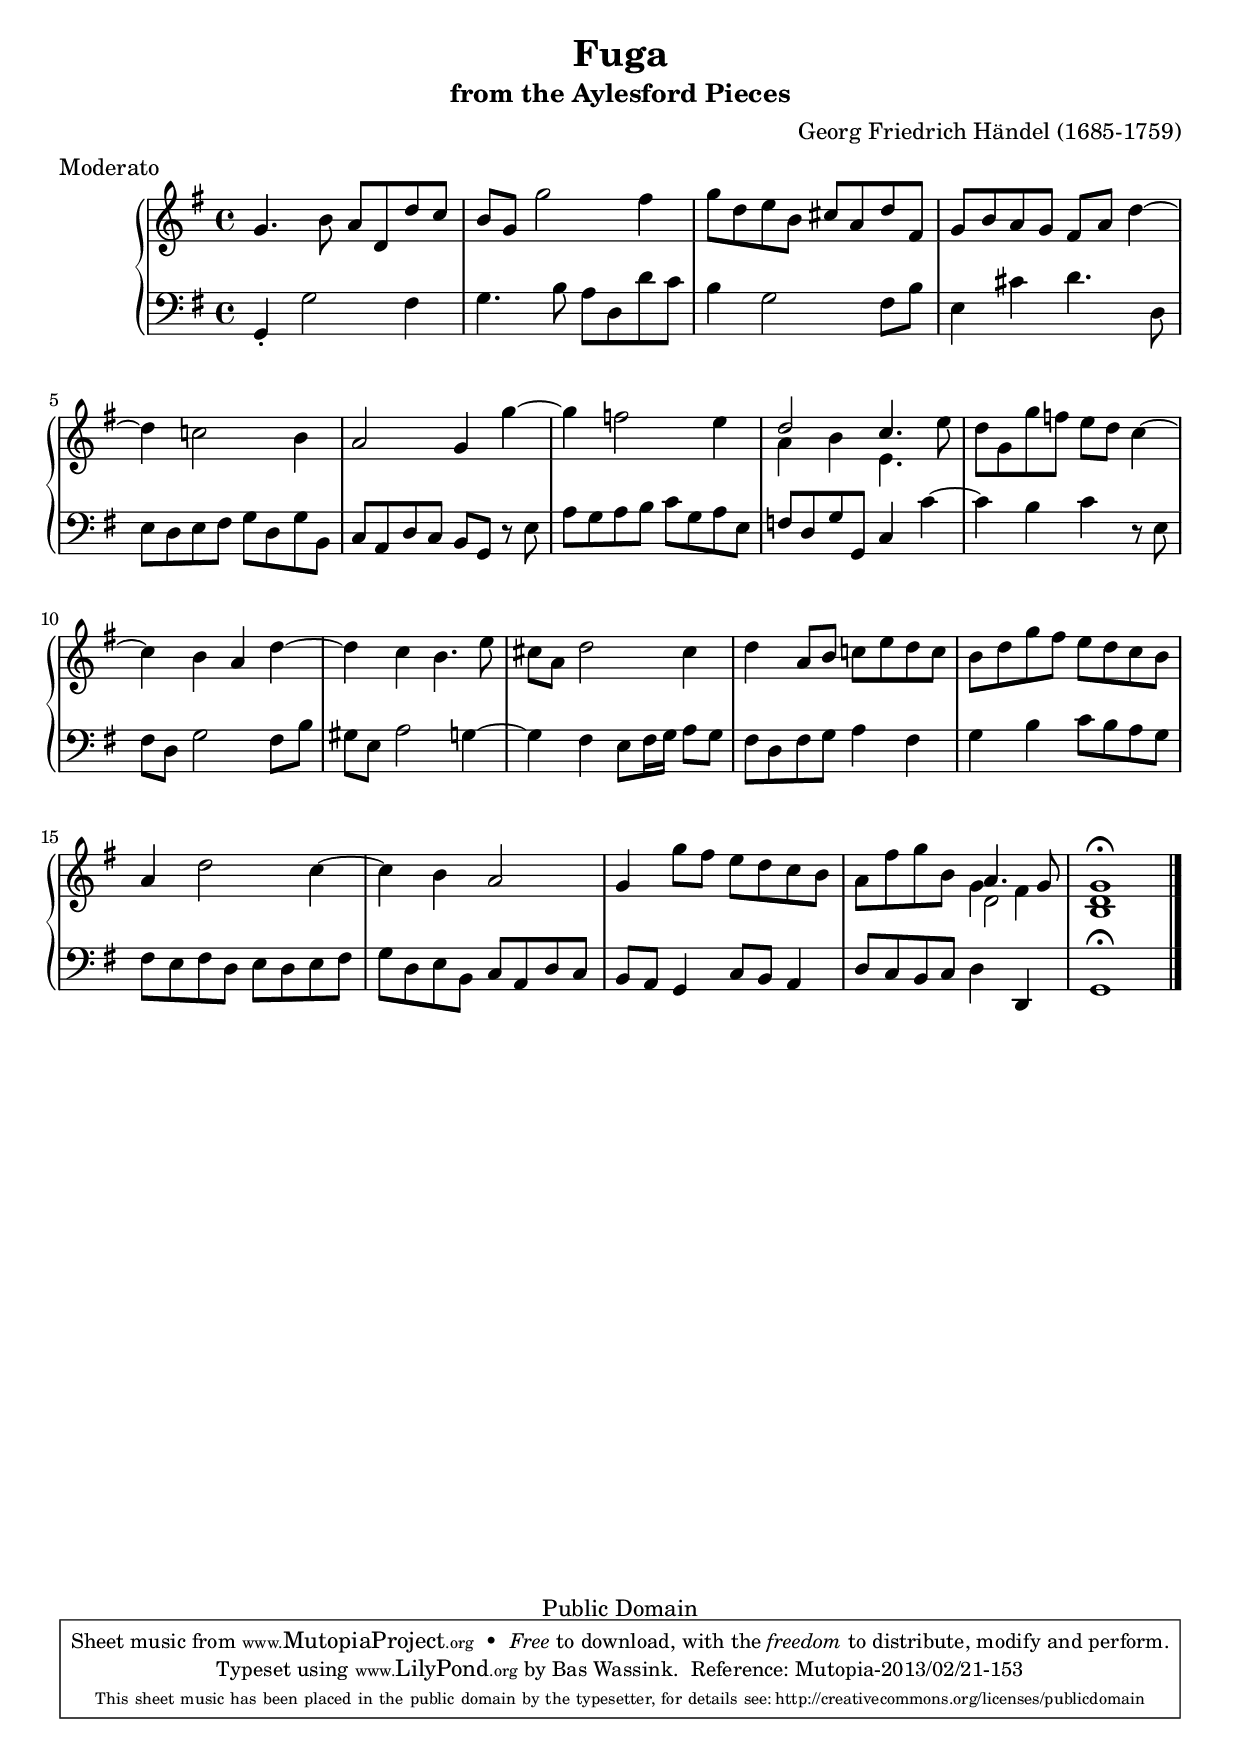 Fuga
from the Aylesford Pieces
Georg Friedrich Händel (1685-1759)
Moderato
5
10
15
Public Domain
Sheet music from www.MutopiaProject.org • Free to download, with the freedom to distribute, modify and perform.
Typeset using www.LilyPond.org by Bas Wassink. Reference: Mutopia-2013/02/21-153
This sheet music has been placed in the public domain by the typesetter, for details see: http://creativecommons.org/licenses/publicdomain